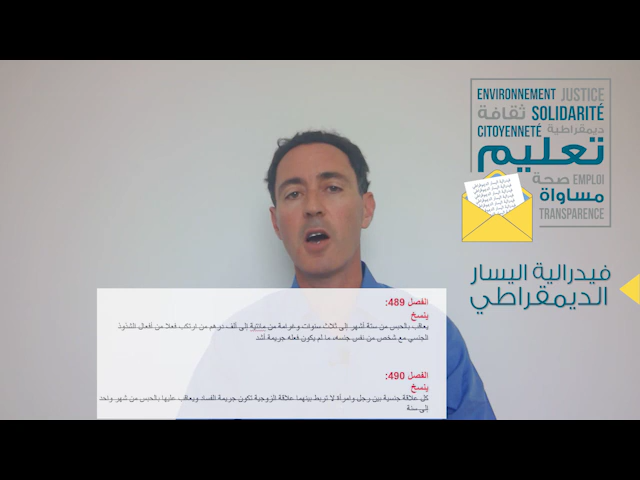 ENVIRONNEMENT JUSTICE
ثقافة SOLIDARITÉ
CITOYENNETÉ ديمقراطية
تعليم
صحة EMPLOI
مساواة
TRANSPARENCE
فيدرالية اليسار
الديمقراطي
الفصل 489:
ينسخ
يعاقب بالحبس من ستة أشهر إلى ثلاث سنوات وغرامة من مائتين إلى ألف درهم من ارتكب فعلا من أفعال الشذوذ
الجنسي مع شخص من نفس جنسه، ما لم يكون فعله جريمة أشد
الفصل 490:
ينسخ
كل علاقة جنسية بين رجل وامرأة لا تربط بينهما علاقة الزوجية تكون جريمة الفساد ويعاقب عليها بالحبس من شهر واحد
إلى سنة